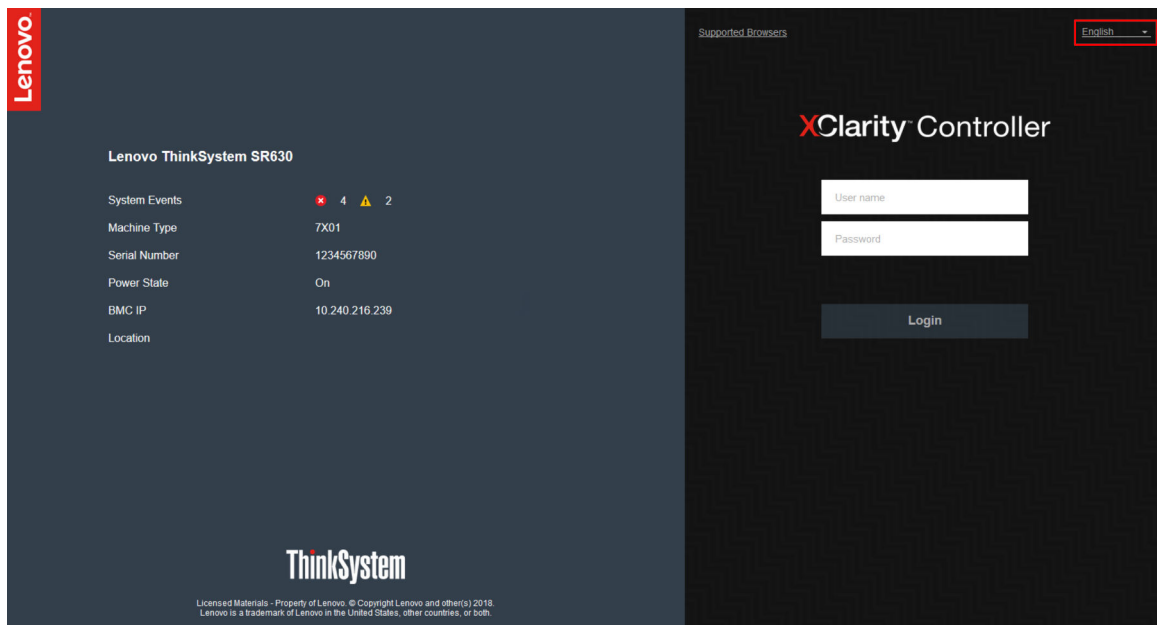 Lenovo
Supported Browsers
English
XClarity™ Controller
Lenovo ThinkSystem SR630
System Events 4 2
Machine Type 7X01
Serial Number 1234567890
Power State On
BMC IP 10.240.216.239
Location
User name
Password
Login
ThinkSystem
Licensed Materials - Property of Lenovo. © Copyright Lenovo and other(s) 2018.
Lenovo is a trademark of Lenovo in the United States, other countries, or both.